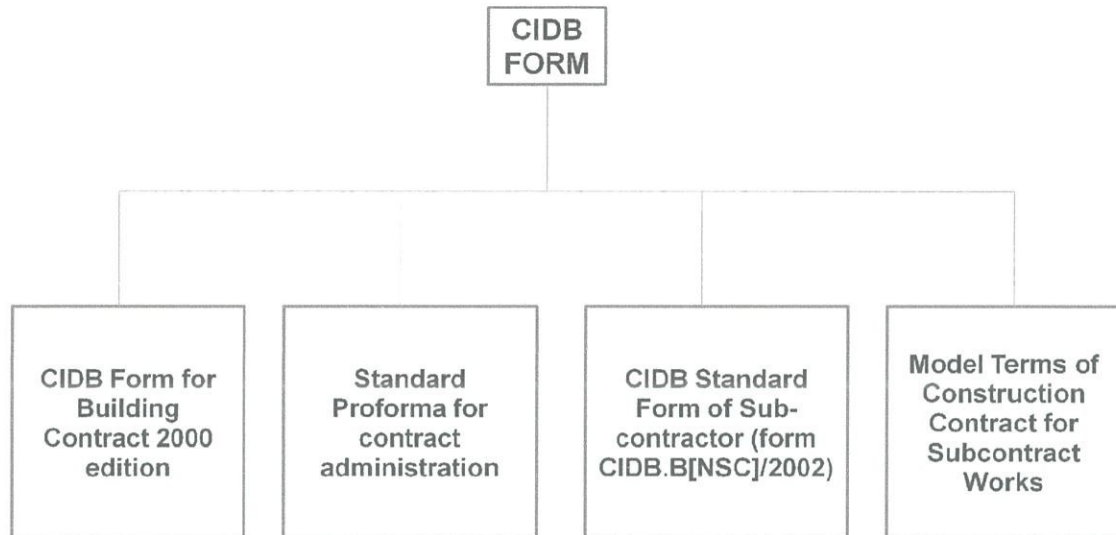 CIDB
FORM
CIDB Form for
Building
Contract 2000
edition
Standard
Proforma for
contract
administration
CIDB Standard
Form of Sub-
contractor (form
CIDB.B[NSC]/2002)
Model Terms of
Construction
Contract for
Subcontract
Works